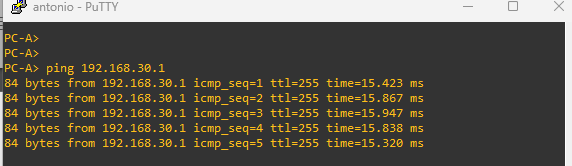 antonio - PuTTY
PC-A>
PC-A>
PC-A> ping 192.168.30.1
84 bytes from 192.168.30.1 icmp_seq=1 ttl=255 time=15.423 ms
84 bytes from 192.168.30.1 icmp_seq=2 ttl=255 time=15.867 ms
84 bytes from 192.168.30.1 icmp_seq=3 ttl=255 time=15.947 ms
84 bytes from 192.168.30.1 icmp_seq=4 ttl=255 time=15.838 ms
84 bytes from 192.168.30.1 icmp_seq=5 ttl=255 time=15.320 ms